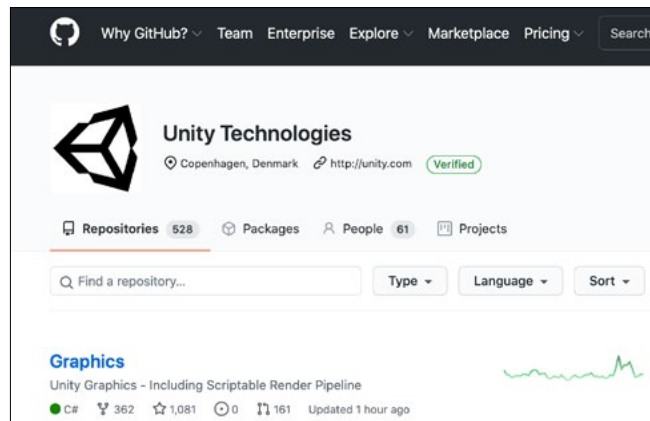 Why GitHub? Team Enterprise Explore Marketplace Pricing Search
Unity Technologies
Copenhagen, Denmark http://unity.com Verified
Repositories 528 Packages People 61 Projects
Find a repository... Type Language Sort
Graphics
Unity Graphics - Including Scriptable Render Pipeline
C# 362 1,081 0 161 Updated 1 hour ago